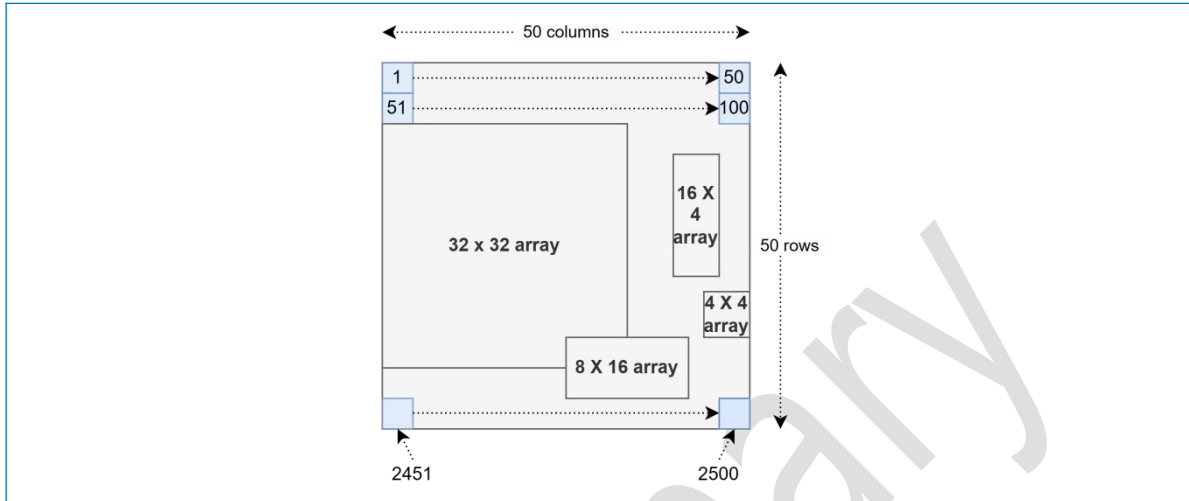 50 columns
1
50
51
100
16 X
4
array
32 x 32 array
50 rows
4 X 4
array
8 X 16 array
2451
2500